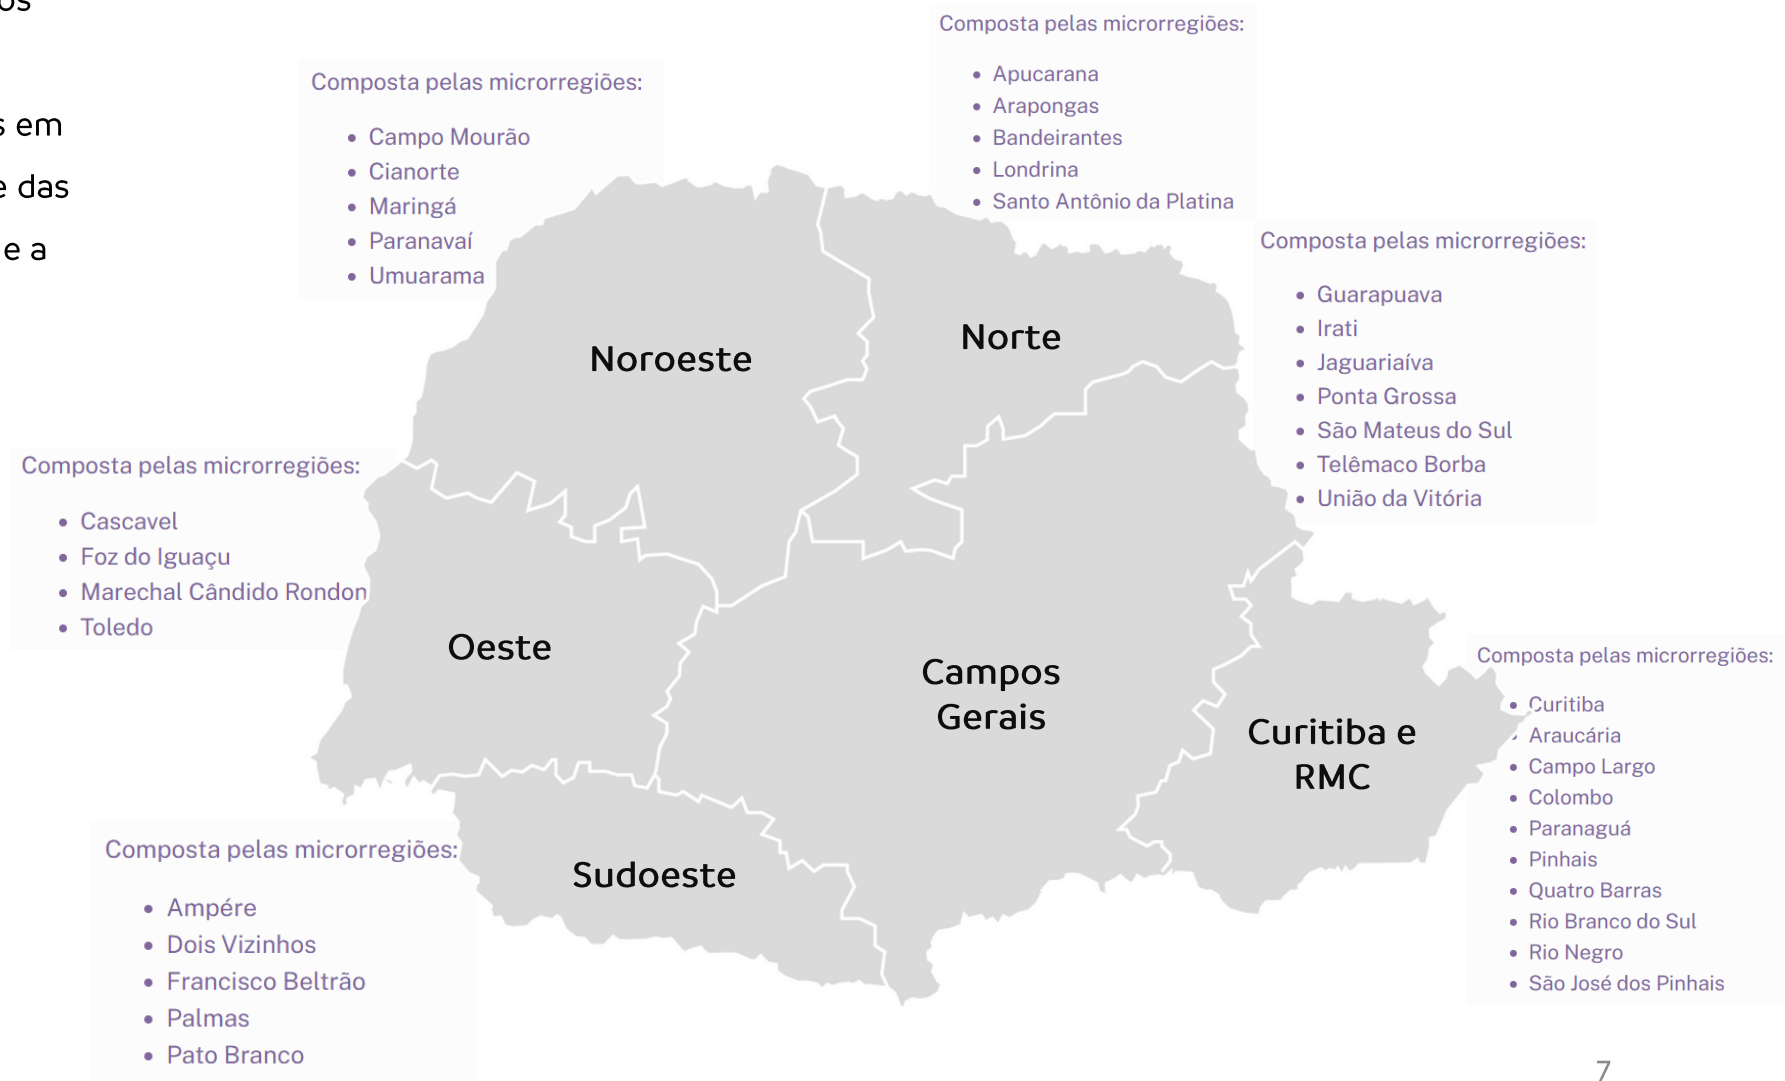 os
s em
e das
e a
Composta pelas microrregiões:
• Campo Mourão
• Cianorte
• Maringá
• Paranavaí
• Umuarama
Composta pelas microrregiões:
• Apucarana
• Arapongas
• Bandeirantes
• Londrina
• Santo Antônio da Platina
Composta pelas microrregiões:
• Guarapuava
• Irati
• Jaguariaíva
• Ponta Grossa
• São Mateus do Sul
• Telêmaco Borba
• União da Vitória
Noroeste
Norte
Composta pelas microrregiões:
• Cascavel
• Foz do Iguaçu
• Marechal Cândido Rondon
• Toledo
Oeste
Campos
Gerais
Curitiba e
RMC
Composta pelas microrregiões:
• Curitiba
• Araucária
• Campo Largo
• Colombo
• Paranaguá
• Pinhais
• Quatro Barras
• Rio Branco do Sul
• Rio Negro
• São José dos Pinhais
Sudoeste
Composta pelas microrregiões:
• Ampére
• Dois Vizinhos
• Francisco Beltrão
• Palmas
• Pato Branco
7